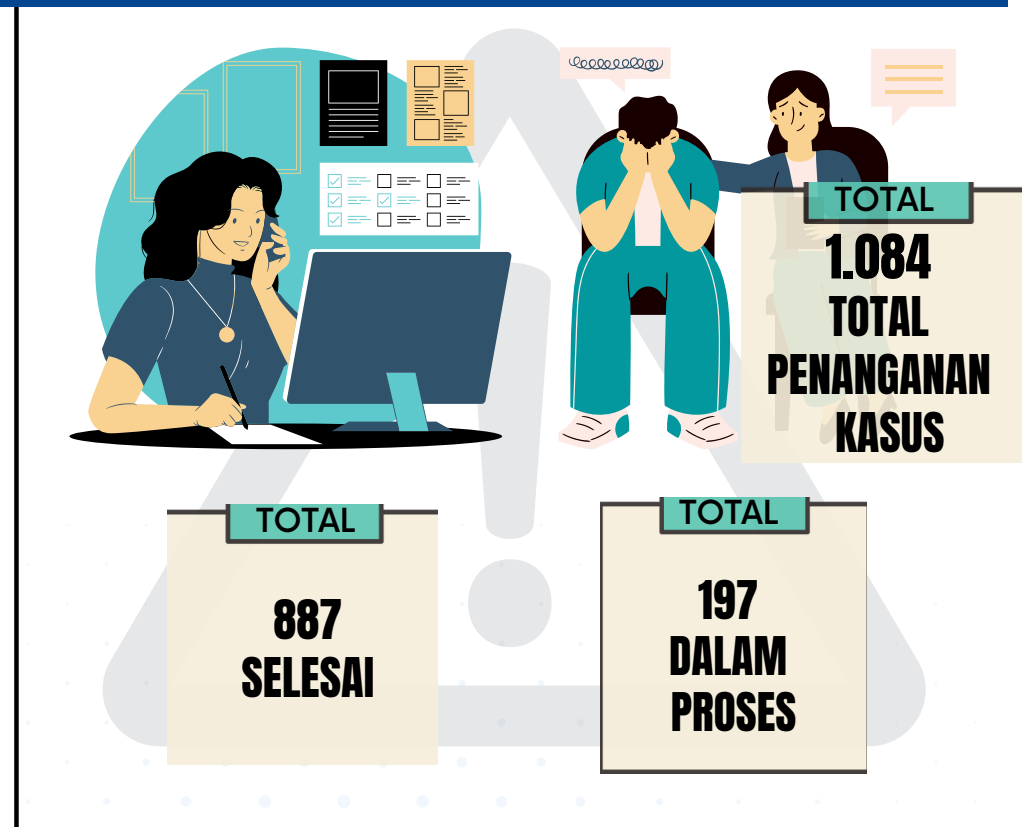 TOTAL
1.084
TOTAL
PENANGANAN
KASUS
TOTAL
887
SELESAI
TOTAL
197
DALAM
PROSES